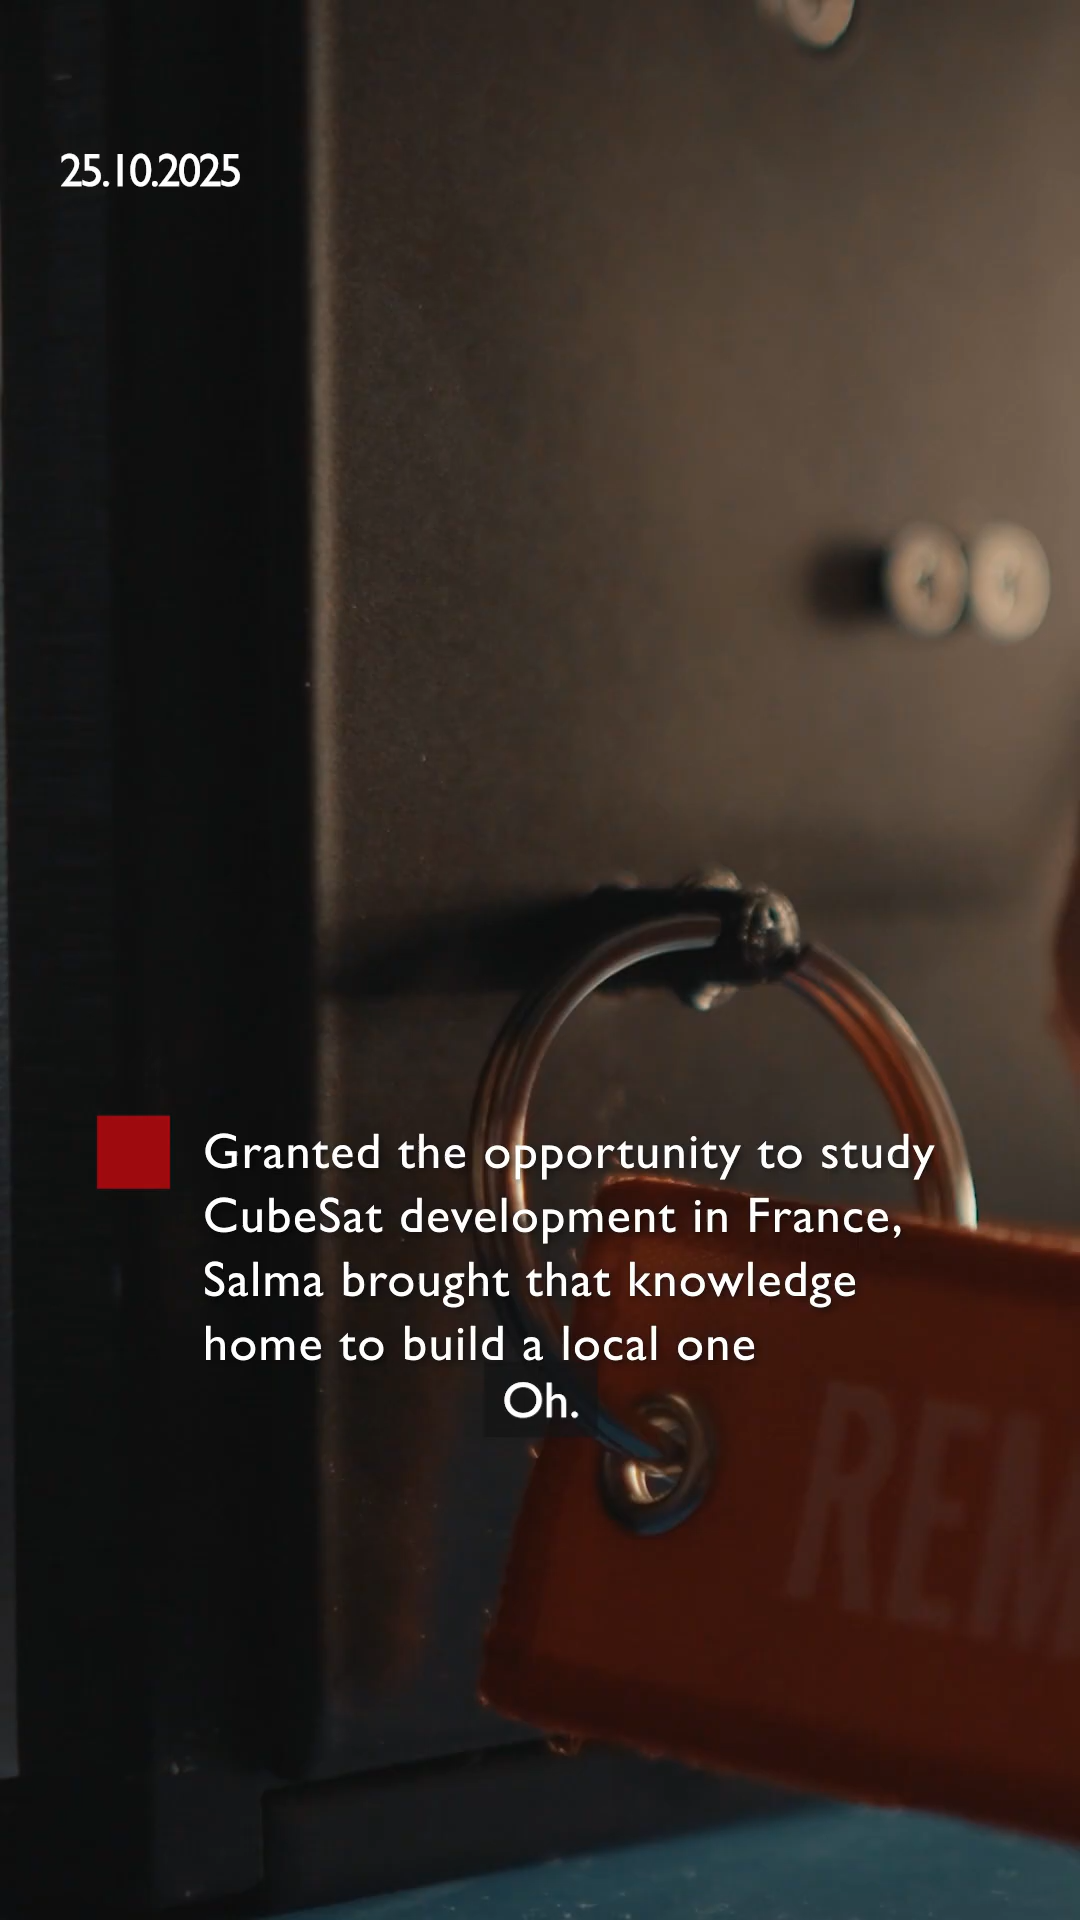 25.10.2025
Granted the opportunity to study
CubeSat development in France,
Salma brought that knowledge
home to build a local one
Oh.
REM